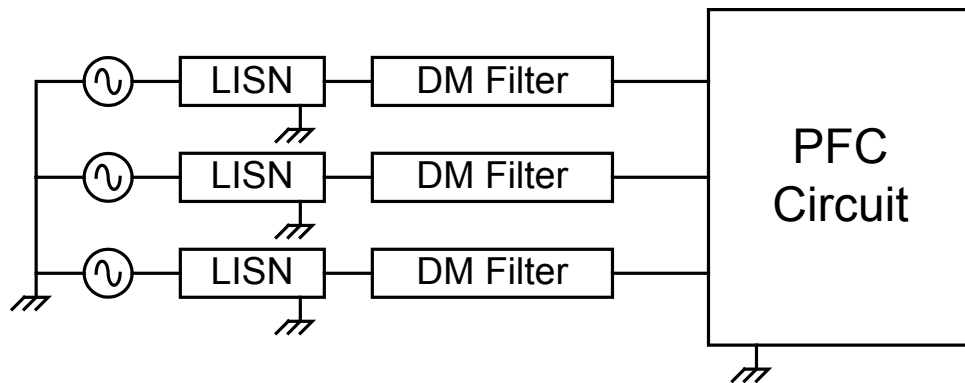 LISN
DM Filter
LISN
DM Filter
LISN
DM Filter
PFC
Circuit